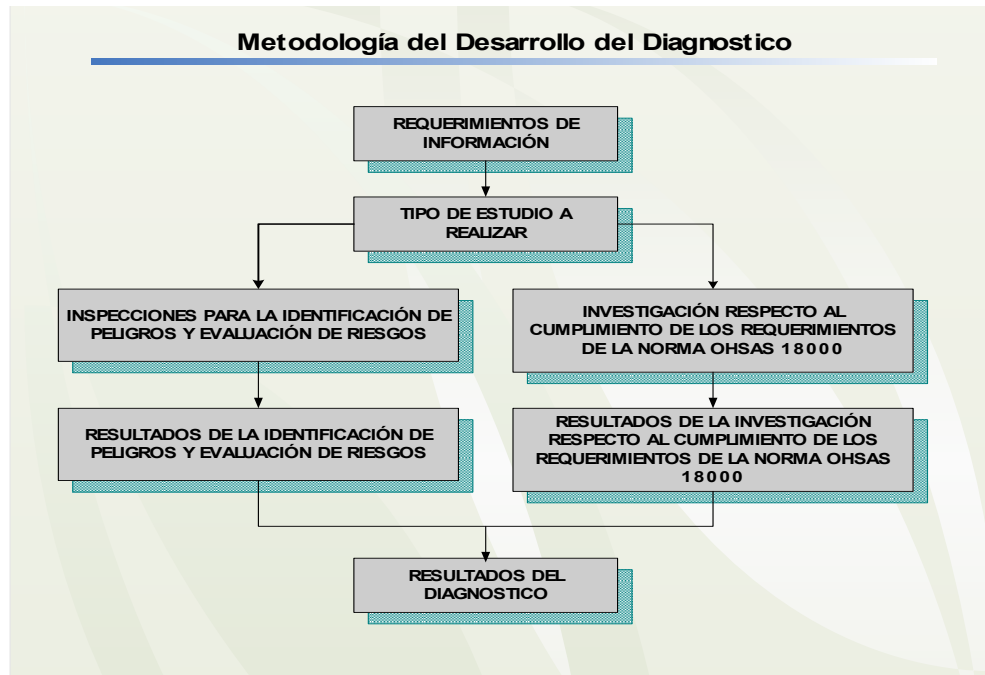 Metodología del Desarrollo del Diagnostico
REQUERIMIENTOS DE
INFORMACIÓN
TIPO DE ESTUDIO A
REALIZAR
INSPECCIONES PARA LA IDENTIFICACIÓN DE
PELIGROS Y EVALUACIÓN DE RIESGOS
INVESTIGACIÓN RESPECTO AL
CUMPLIMIENTO DE LOS REQUERIMIENTOS
DE LA NORMA OHSAS 18000
RESULTADOS DE LA IDENTIFICACIÓN DE
PELIGROS Y EVALUACIÓN DE RIESGOS
RESULTADOS DE LA INVESTIGACIÓN
RESPECTO AL CUMPLIMIENTO DE LOS
REQUERIMIENTOS DE LA NORMA OHSAS
18000
RESULTADOS DEL
DIAGNOSTICO